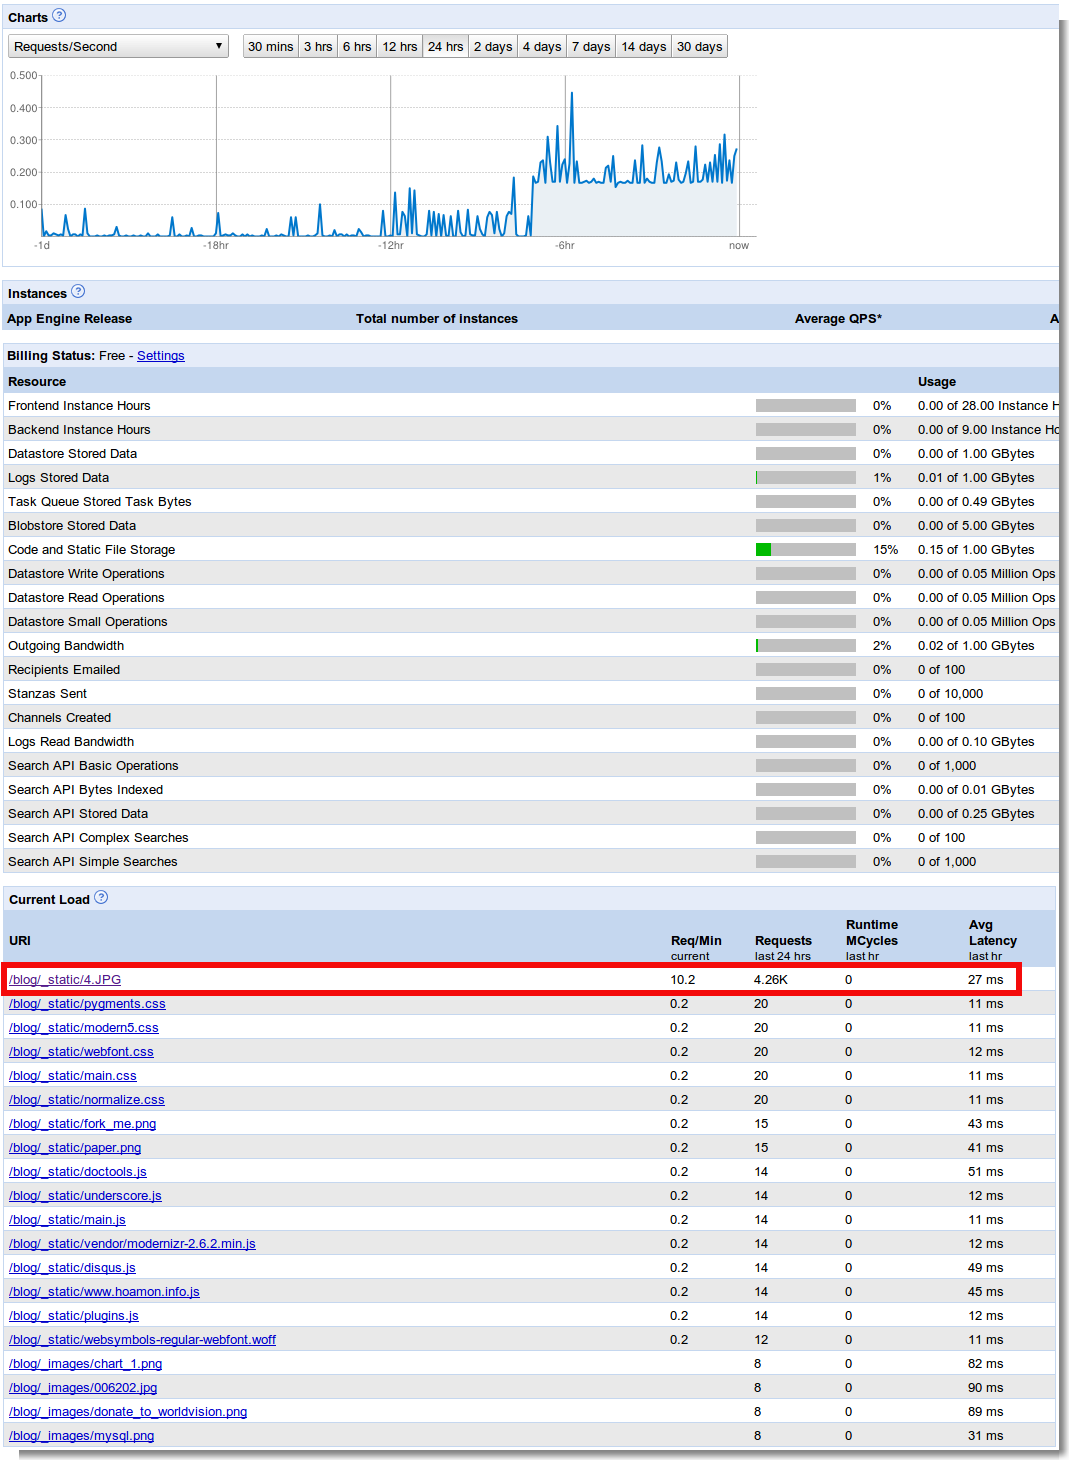 Charts ?
Requests/Second ▼ 30 mins 3 hrs 6 hrs 12 hrs 24 hrs 2 days 4 days 7 days 14 days 30 days
0.500
0.400
0.300
0.200
0.100
-1d -18hr -12hr -6hr now
Instances ?
App Engine Release Total number of instances Average QPS* A
Billing Status: Free - Settings
Resource Usage
Frontend Instance Hours 0% 0.00 of 28.00 Instance H
Backend Instance Hours 0% 0.00 of 9.00 Instance Ho
Datastore Stored Data 0% 0.00 of 1.00 GBytes
Logs Stored Data 1% 0.01 of 1.00 GBytes
Task Queue Stored Task Bytes 0% 0.00 of 0.49 GBytes
Blobstore Stored Data 0% 0.00 of 5.00 GBytes
Code and Static File Storage 15% 0.15 of 1.00 GBytes
Datastore Write Operations 0% 0.00 of 0.05 Million Ops
Datastore Read Operations 0% 0.00 of 0.05 Million Ops
Datastore Small Operations 0% 0.00 of 0.05 Million Ops
Outgoing Bandwidth 2% 0.02 of 1.00 GBytes
Recipients Emailed 0% 0 of 100
Stanzas Sent 0% 0 of 10,000
Channels Created 0% 0 of 100
Logs Read Bandwidth 0% 0.00 of 0.10 GBytes
Search API Basic Operations 0% 0 of 1,000
Search API Bytes Indexed 0% 0.00 of 0.01 GBytes
Search API Stored Data 0% 0.00 of 0.25 GBytes
Search API Complex Searches 0% 0 of 100
Search API Simple Searches 0% 0 of 1,000
Current Load ?
Runtime Avg
URI Req/Min Requests MCycles Latency
current last 24 hrs last hr last hr
/blog/_static/4.JPG 10.2 4.26K 0 27 ms
/blog/_static/pygments.css 0.2 20 0 11 ms
/blog/_static/modern5.css 0.2 20 0 11 ms
/blog/_static/webfont.css 0.2 20 0 12 ms
/blog/_static/main.css 0.2 20 0 11 ms
/blog/_static/normalize.css 0.2 20 0 11 ms
/blog/_static/fork_me.png 0.2 15 0 43 ms
/blog/_static/paper.png 0.2 15 0 41 ms
/blog/_static/doctools.js 0.2 14 0 51 ms
/blog/_static/underscore.js 0.2 14 0 12 ms
/blog/_static/main.js 0.2 14 0 11 ms
/blog/_static/vendor/modernizr-2.6.2.min.js 0.2 14 0 12 ms
/blog/_static/disqus.js 0.2 14 0 49 ms
/blog/_static/www.hoamon.info.js 0.2 14 0 45 ms
/blog/_static/plugins.js 0.2 14 0 12 ms
/blog/_static/websymbols-regular-webfont.woff 0.2 12 0 11 ms
/blog/_images/chart_1.png 8 0 82 ms
/blog/_images/006202.jpg 8 0 90 ms
/blog/_images/donate_to_worldvision.png 8 0 89 ms
/blog/_images/mysql.png 8 0 31 ms